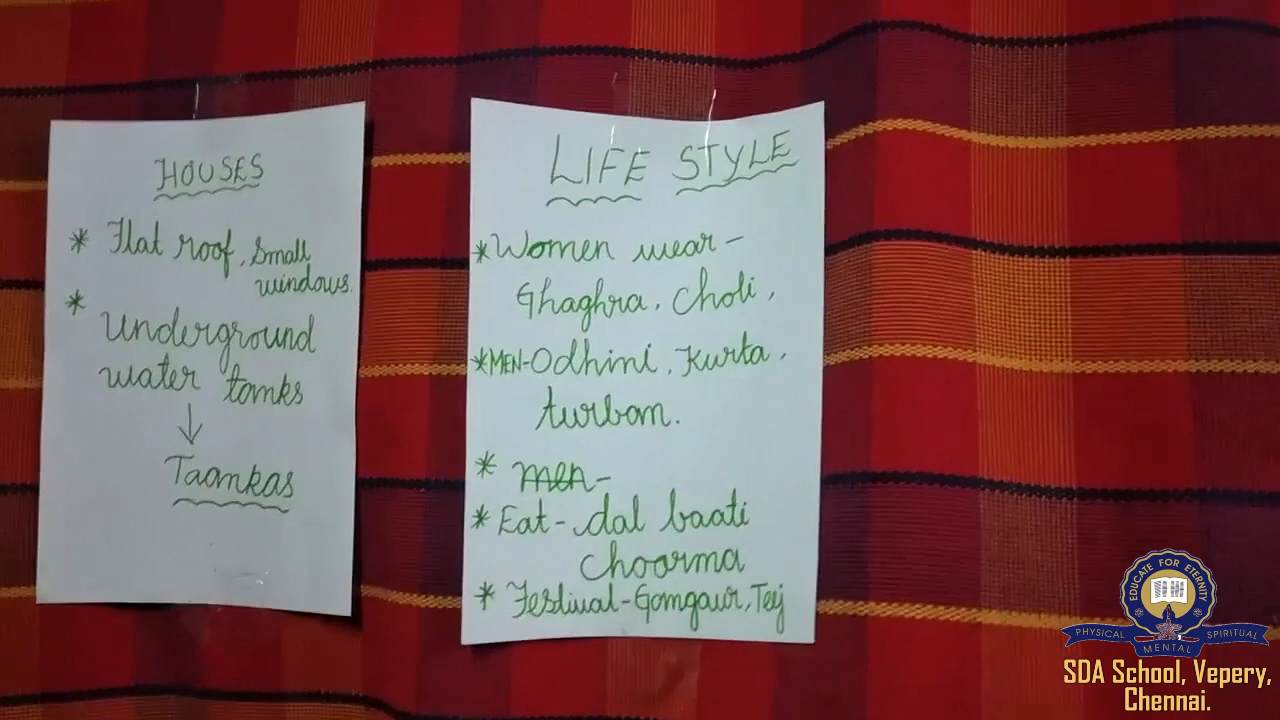 HOUSES
* Flat roof, Small
windows.
*
Underground
water tanks
↓
Taankas
LIFE STYLE
* Women wear -
Ghaghra, choli,
* MEN - Odhini, Kurta,
turban.
* men -
* Eat - dal baati
choorma
* Festival - Gomgaur, Teej
EDUCATE FOR ETERNITY
PHYSICAL MENTAL SPIRITUAL
SDA School, Vepery,
Chennai.